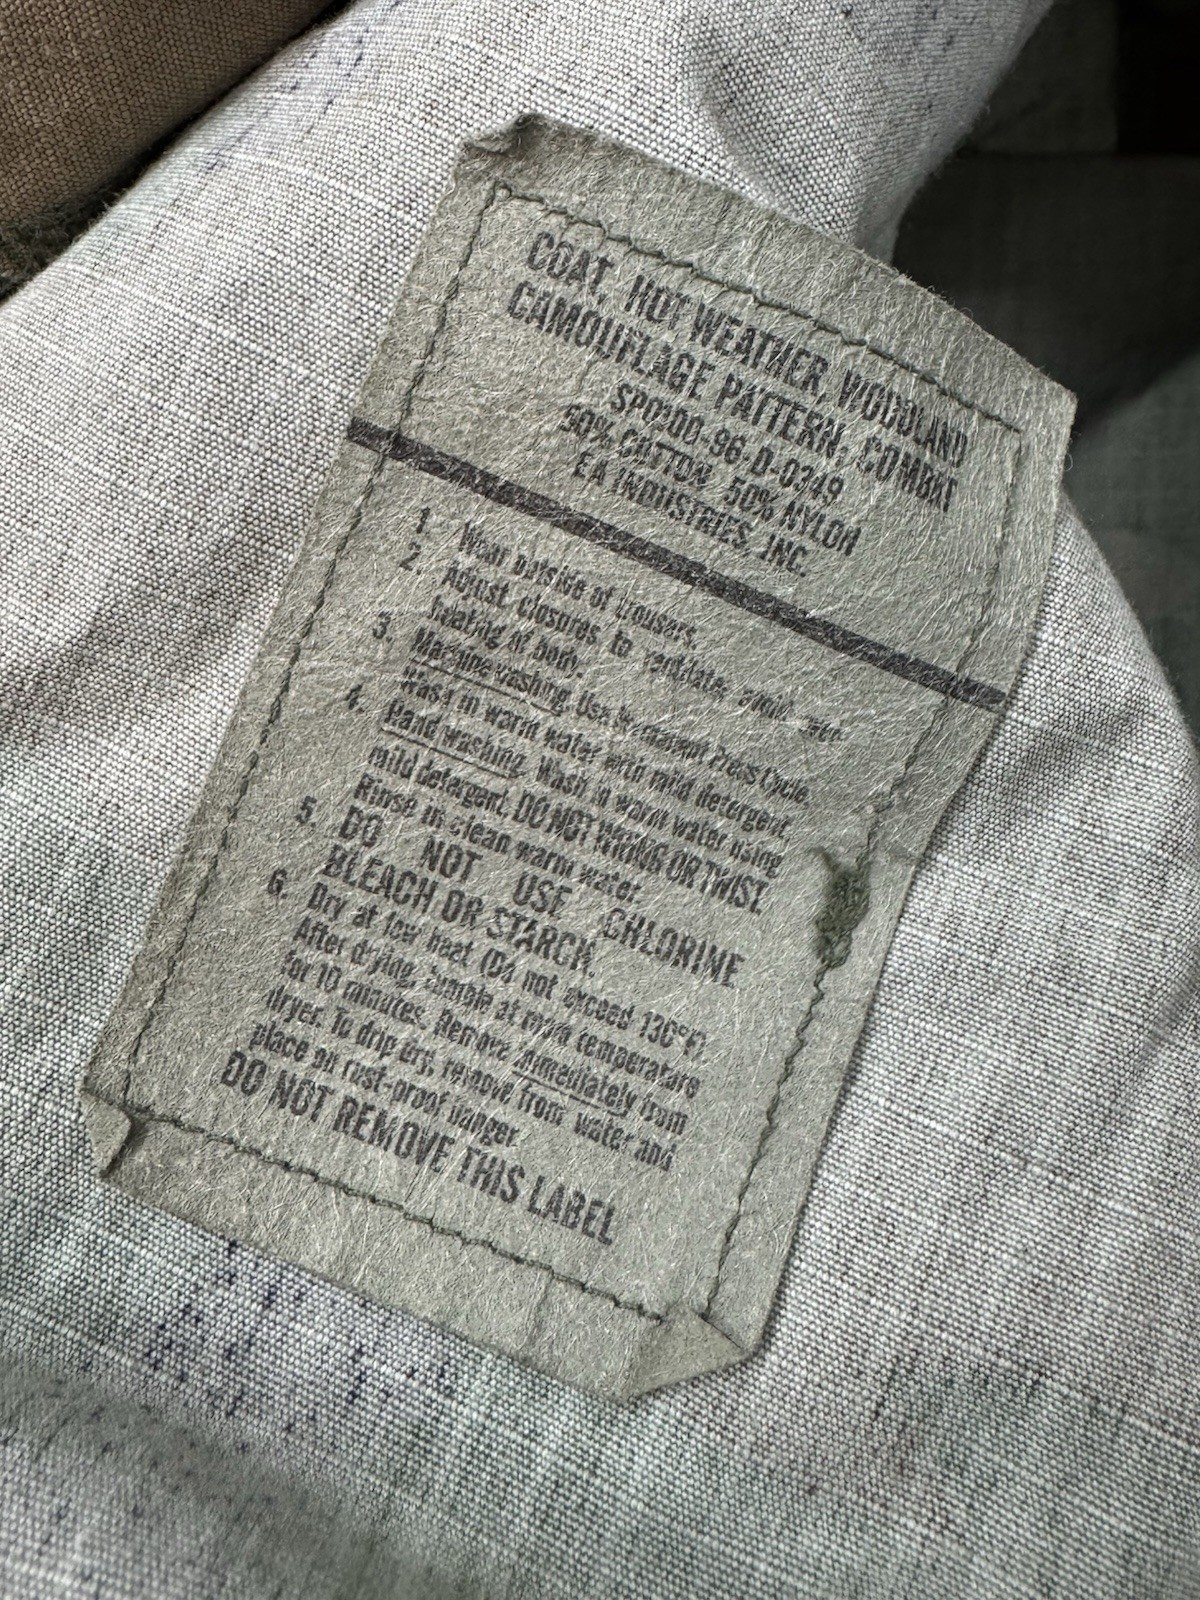 COAT, HOT WEATHER, WOODLAND
CAMOUFLAGE PATTERN; COMBAT
SPO100-96-D-0349
50% COTTON 50% NYLON
EA INDUSTRIES, INC.
1. Wear outside of trousers.
2. Adjust closures to ventilate, avoid over
heating of body.
3. Machine washing. Use Permanent Press Cycle.
Wash in warm water with mild detergent.
4. Hand washing. Wash in warm water using
mild detergent. DO NOT WRING OR TWIST.
Rinse in clean warm water.
5. DO NOT USE CHLORINE
BLEACH OR STARCH.
6. Dry at low heat (Do not exceed 130°F).
After drying, tumble at room temperature
for 10 minutes. Remove immediately from
dryer. To drip dry, remove from water and
place on rust-proof hanger.
DO NOT REMOVE THIS LABEL